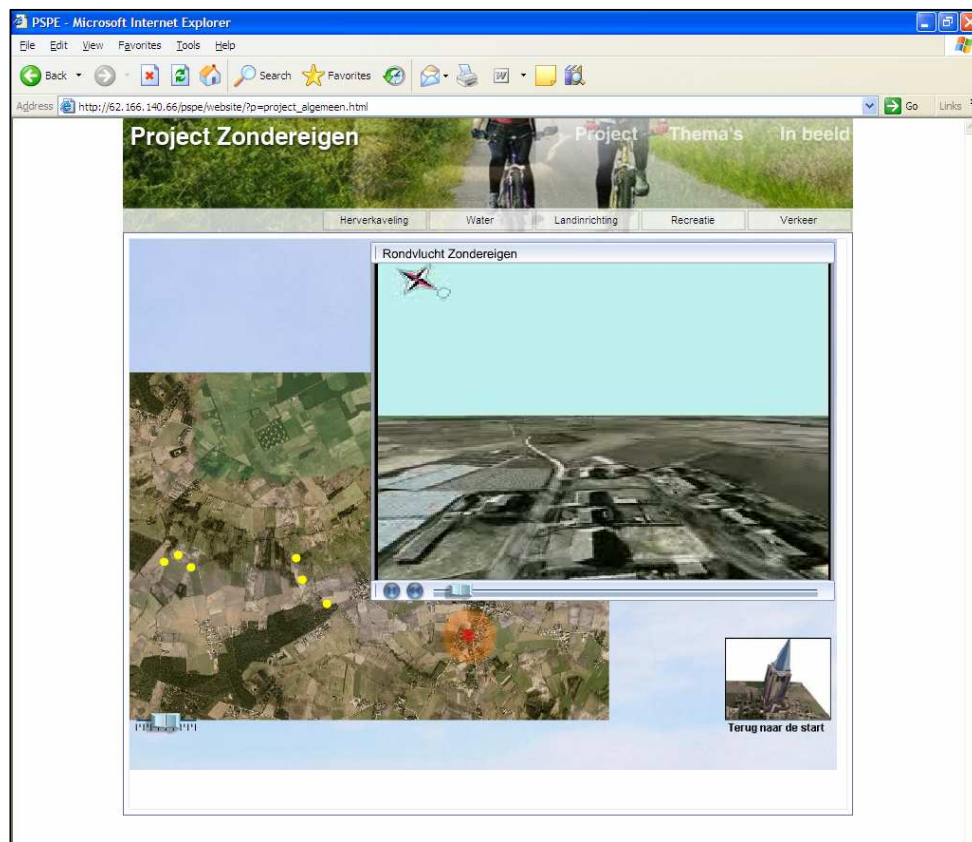 PSPE - Microsoft Internet Explorer
File Edit View Favorites Tools Help
Back Search Favorites
Address http://62.166.140.66/pspe/website/?p=project_algemeen.html Go Links
Project Zondereigen Project Thema's In beeld
Herverkaveling Water Landinrichting Recreatie Verkeer
Rondvlucht Zondereigen
Terug naar de start